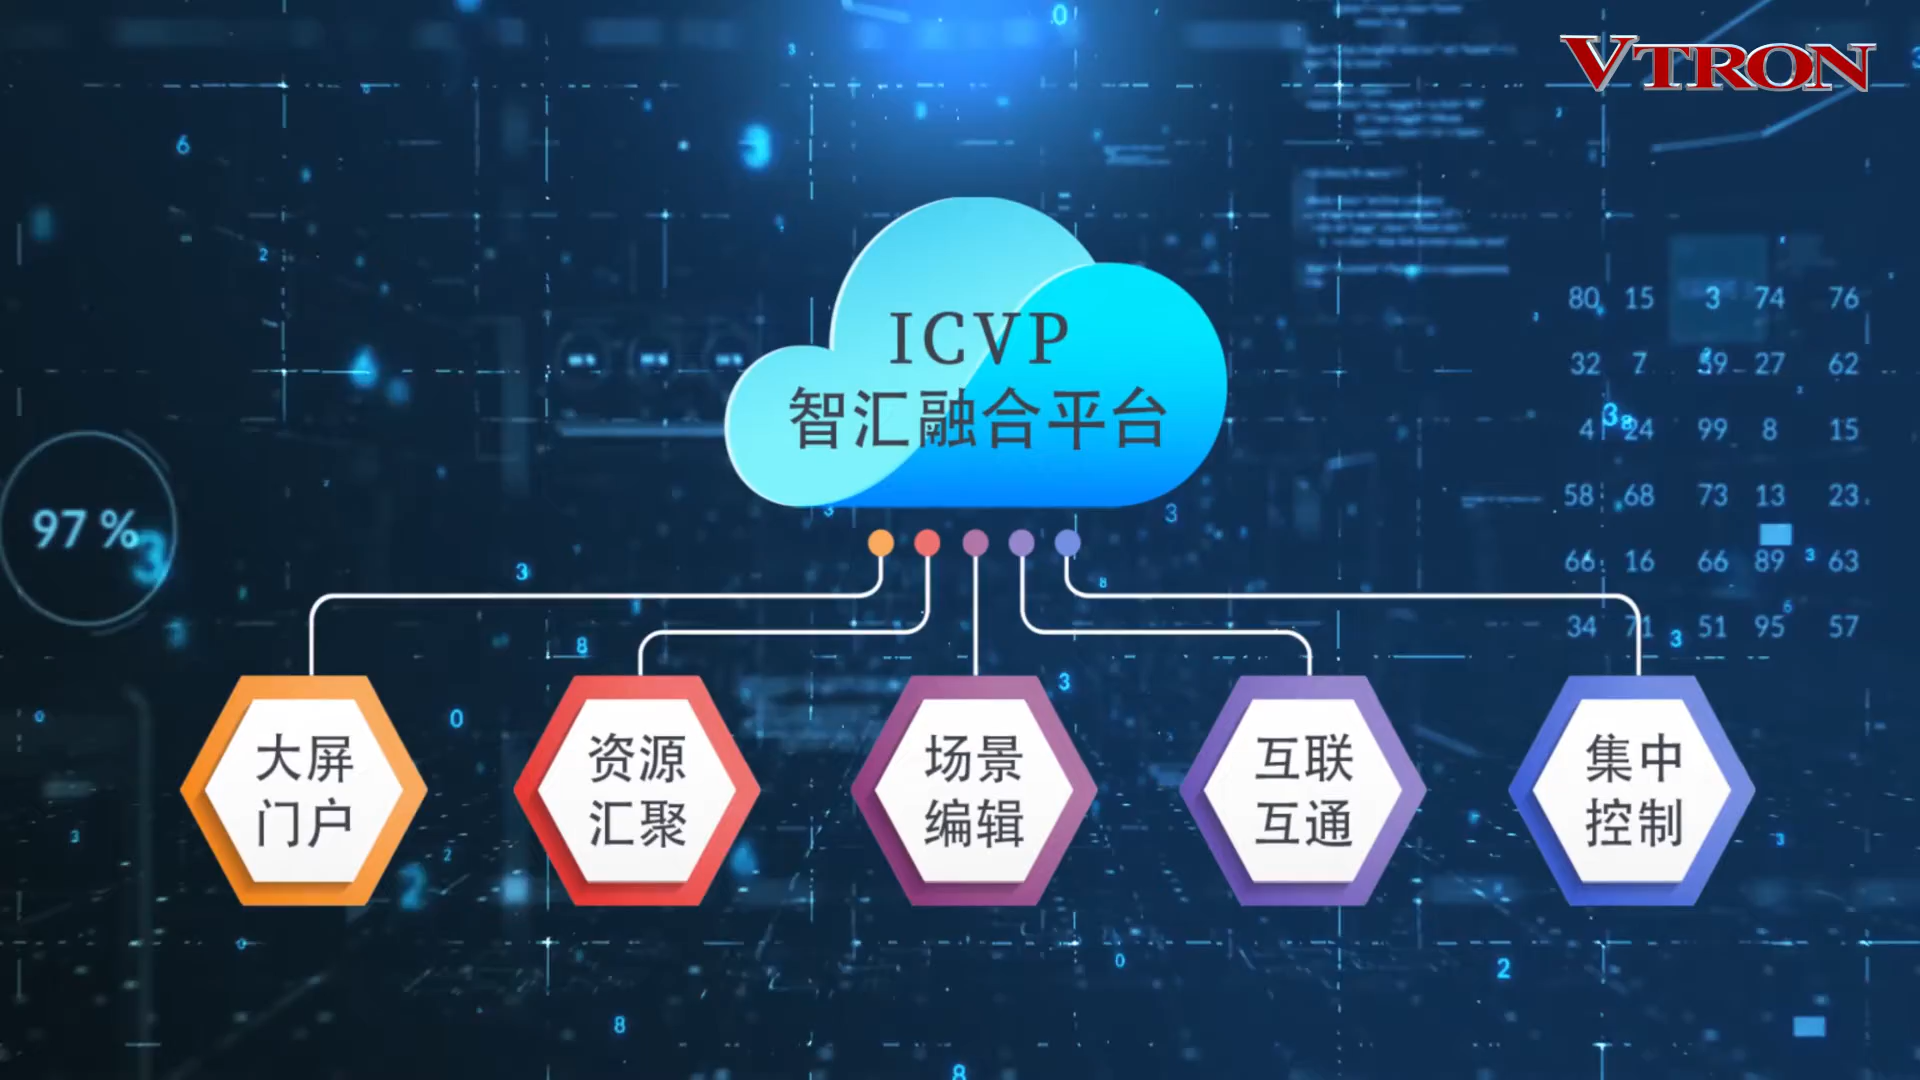 VTRON
ICVP
智汇融合平台
80 15 3 74 76
32 7 59 27 62
4 24 99 8 15
97 %
58 68 73 13 23
66 16 66 89 63
34 71 51 95 57
大屏
门户
资源
汇聚
场景
编辑
互联
互通
集中
控制